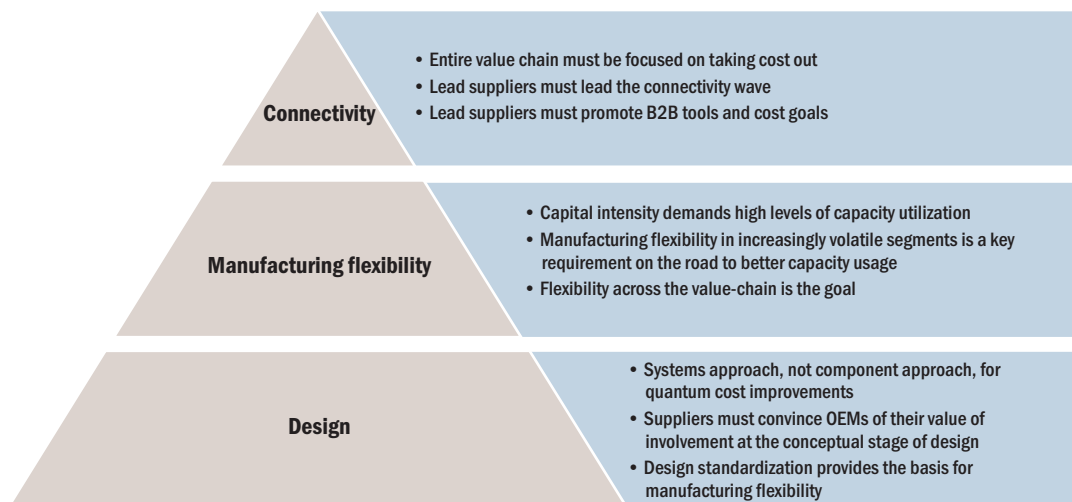 Connectivity
• Entire value chain must be focused on taking cost out
• Lead suppliers must lead the connectivity wave
• Lead suppliers must promote B2B tools and cost goals
Manufacturing flexibility
• Capital intensity demands high levels of capacity utilization
• Manufacturing flexibility in increasingly volatile segments is a key
requirement on the road to better capacity usage
• Flexibility across the value-chain is the goal
Design
• Systems approach, not component approach, for
quantum cost improvements
• Suppliers must convince OEMs of their value of
involvement at the conceptual stage of design
• Design standardization provides the basis for
manufacturing flexibility